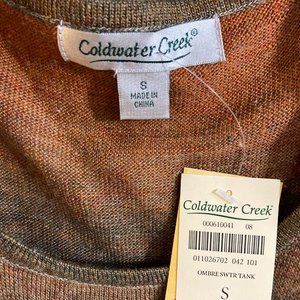 Coldwater Creek®
S
MADE IN
CHINA
Coldwater Creek®
000610041 08
011026702 042 101
OMBRE SWTR TANK
S